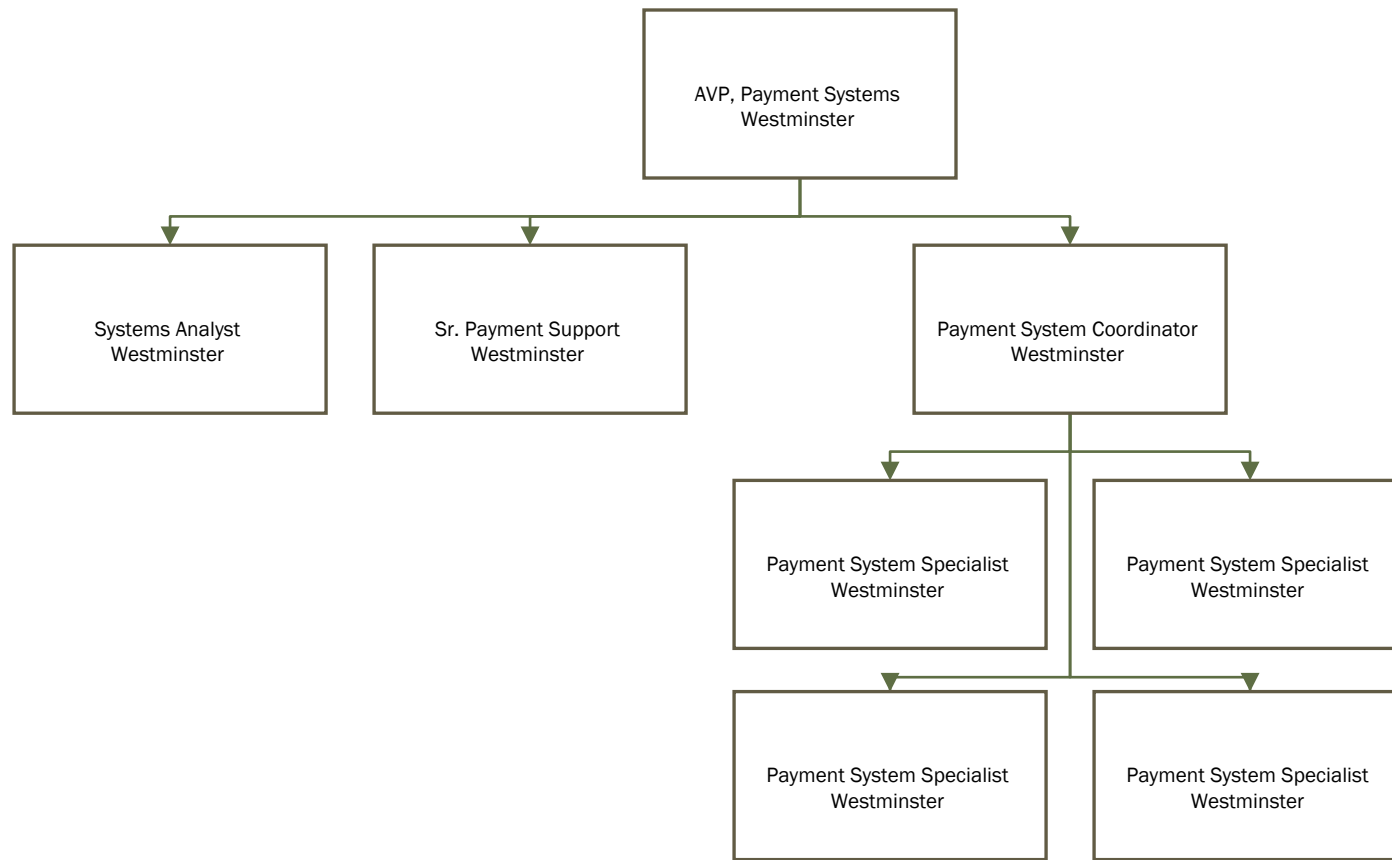 AVP, Payment Systems
Westminster
Systems Analyst
Westminster
Sr. Payment Support
Westminster
Payment System Coordinator
Westminster
Payment System Specialist
Westminster
Payment System Specialist
Westminster
Payment System Specialist
Westminster
Payment System Specialist
Westminster